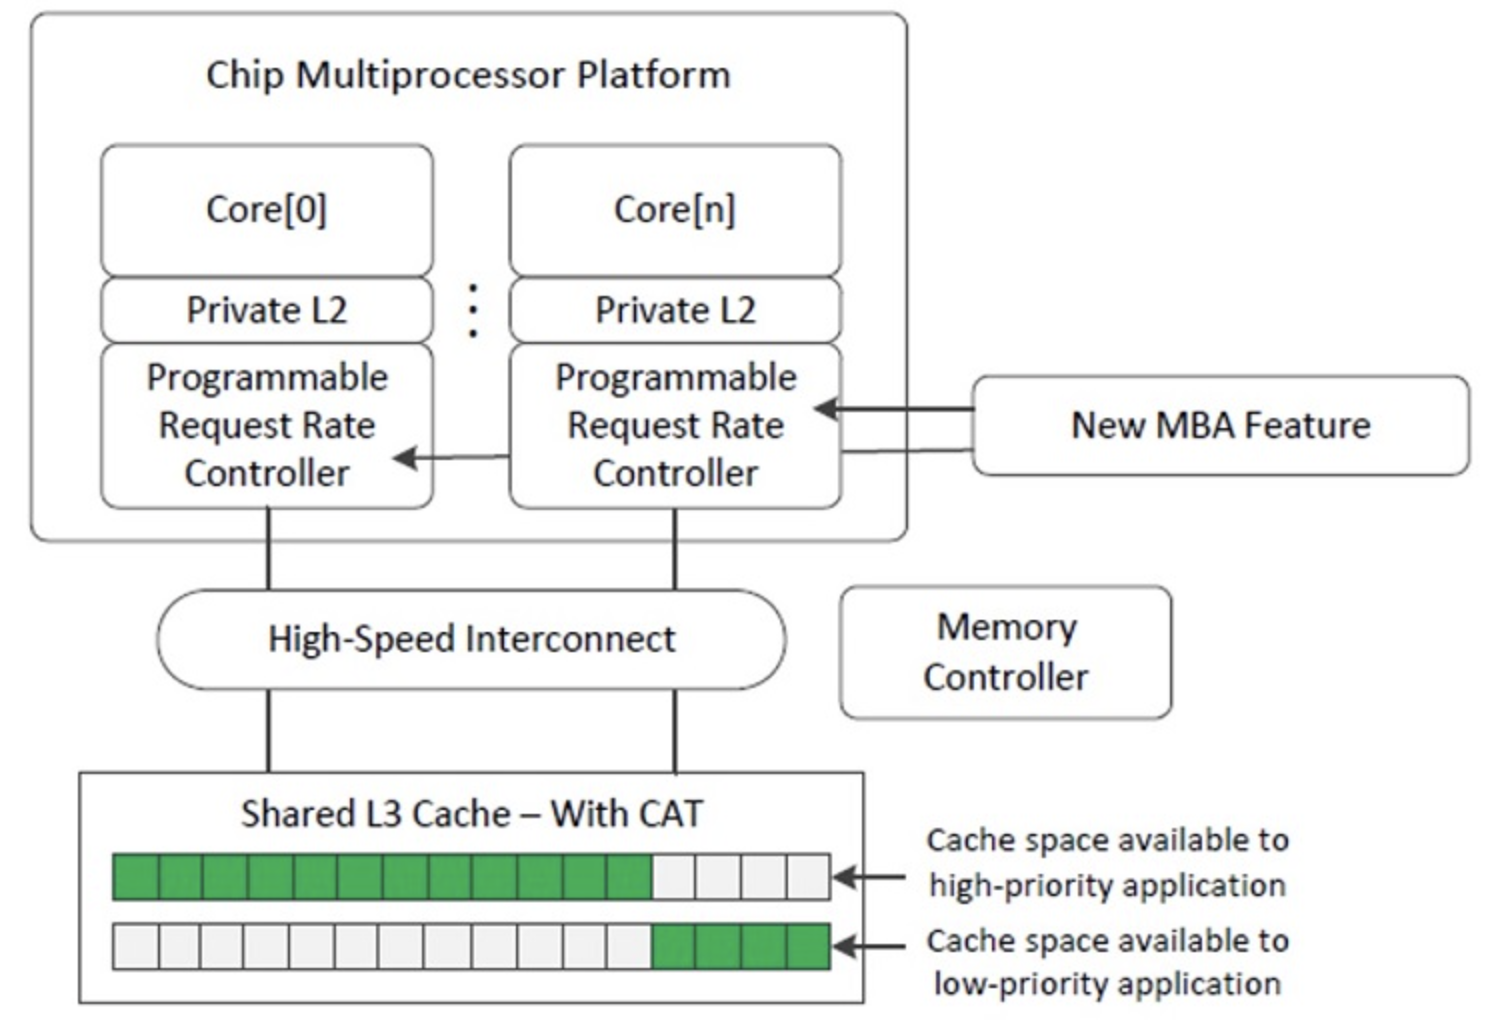 Chip Multiprocessor Platform
Core[0]
Private L2
Programmable
Request Rate
Controller
Core[n]
Private L2
Programmable
Request Rate
Controller
New MBA Feature
High-Speed Interconnect
Memory
Controller
Shared L3 Cache – With CAT
Cache space available to
high-priority application
Cache space available to
low-priority application